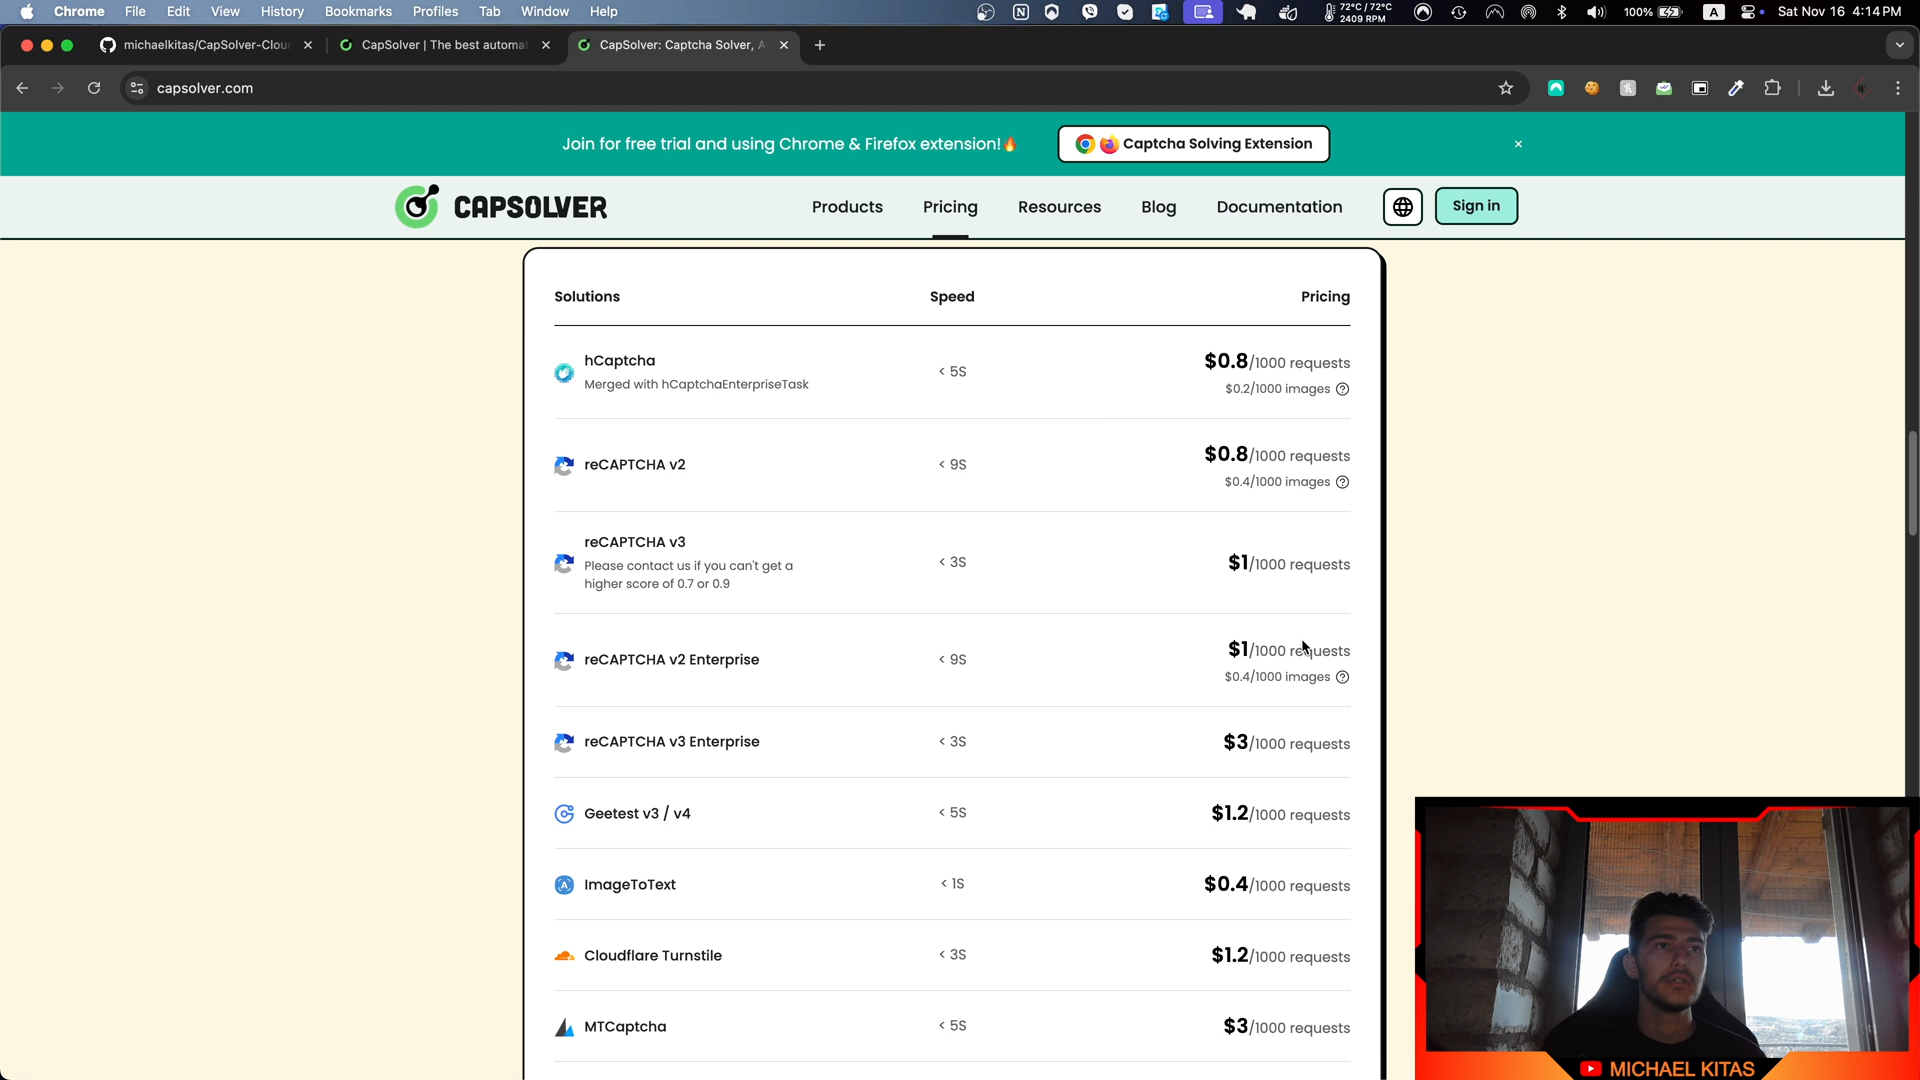 Chrome File Edit View History Bookmarks Profiles Tab Window Help 72°C / 72°C 2409 RPM 100% A Sat Nov 16 4:14 PM
michaelkitas/CapSolver-Clou CapSolver | The best automat CapSolver: Captcha Solver, A
capsolver.com
Join for free trial and using Chrome & Firefox extension!🔥 Captcha Solving Extension
CAPSOLVER Products Pricing Resources Blog Documentation Sign in
Solutions Speed Pricing
hCaptcha
Merged with hCaptchaEnterpriseTask
< 5S
$0.8/1000 requests
$0.2/1000 images
reCAPTCHA v2
< 9S
$0.8/1000 requests
$0.4/1000 images
reCAPTCHA v3
Please contact us if you can't get a
higher score of 0.7 or 0.9
< 3S
$1/1000 requests
reCAPTCHA v2 Enterprise
< 9S
$1/1000 requests
$0.4/1000 images
reCAPTCHA v3 Enterprise < 3S $3/1000 requests
Geetest v3 / v4 < 5S $1.2/1000 requests
ImageToText < 1S $0.4/1000 requests
Cloudflare Turnstile < 3S $1.2/1000 requests
MTCaptcha < 5S $3/1000 requests
MICHAEL KITAS